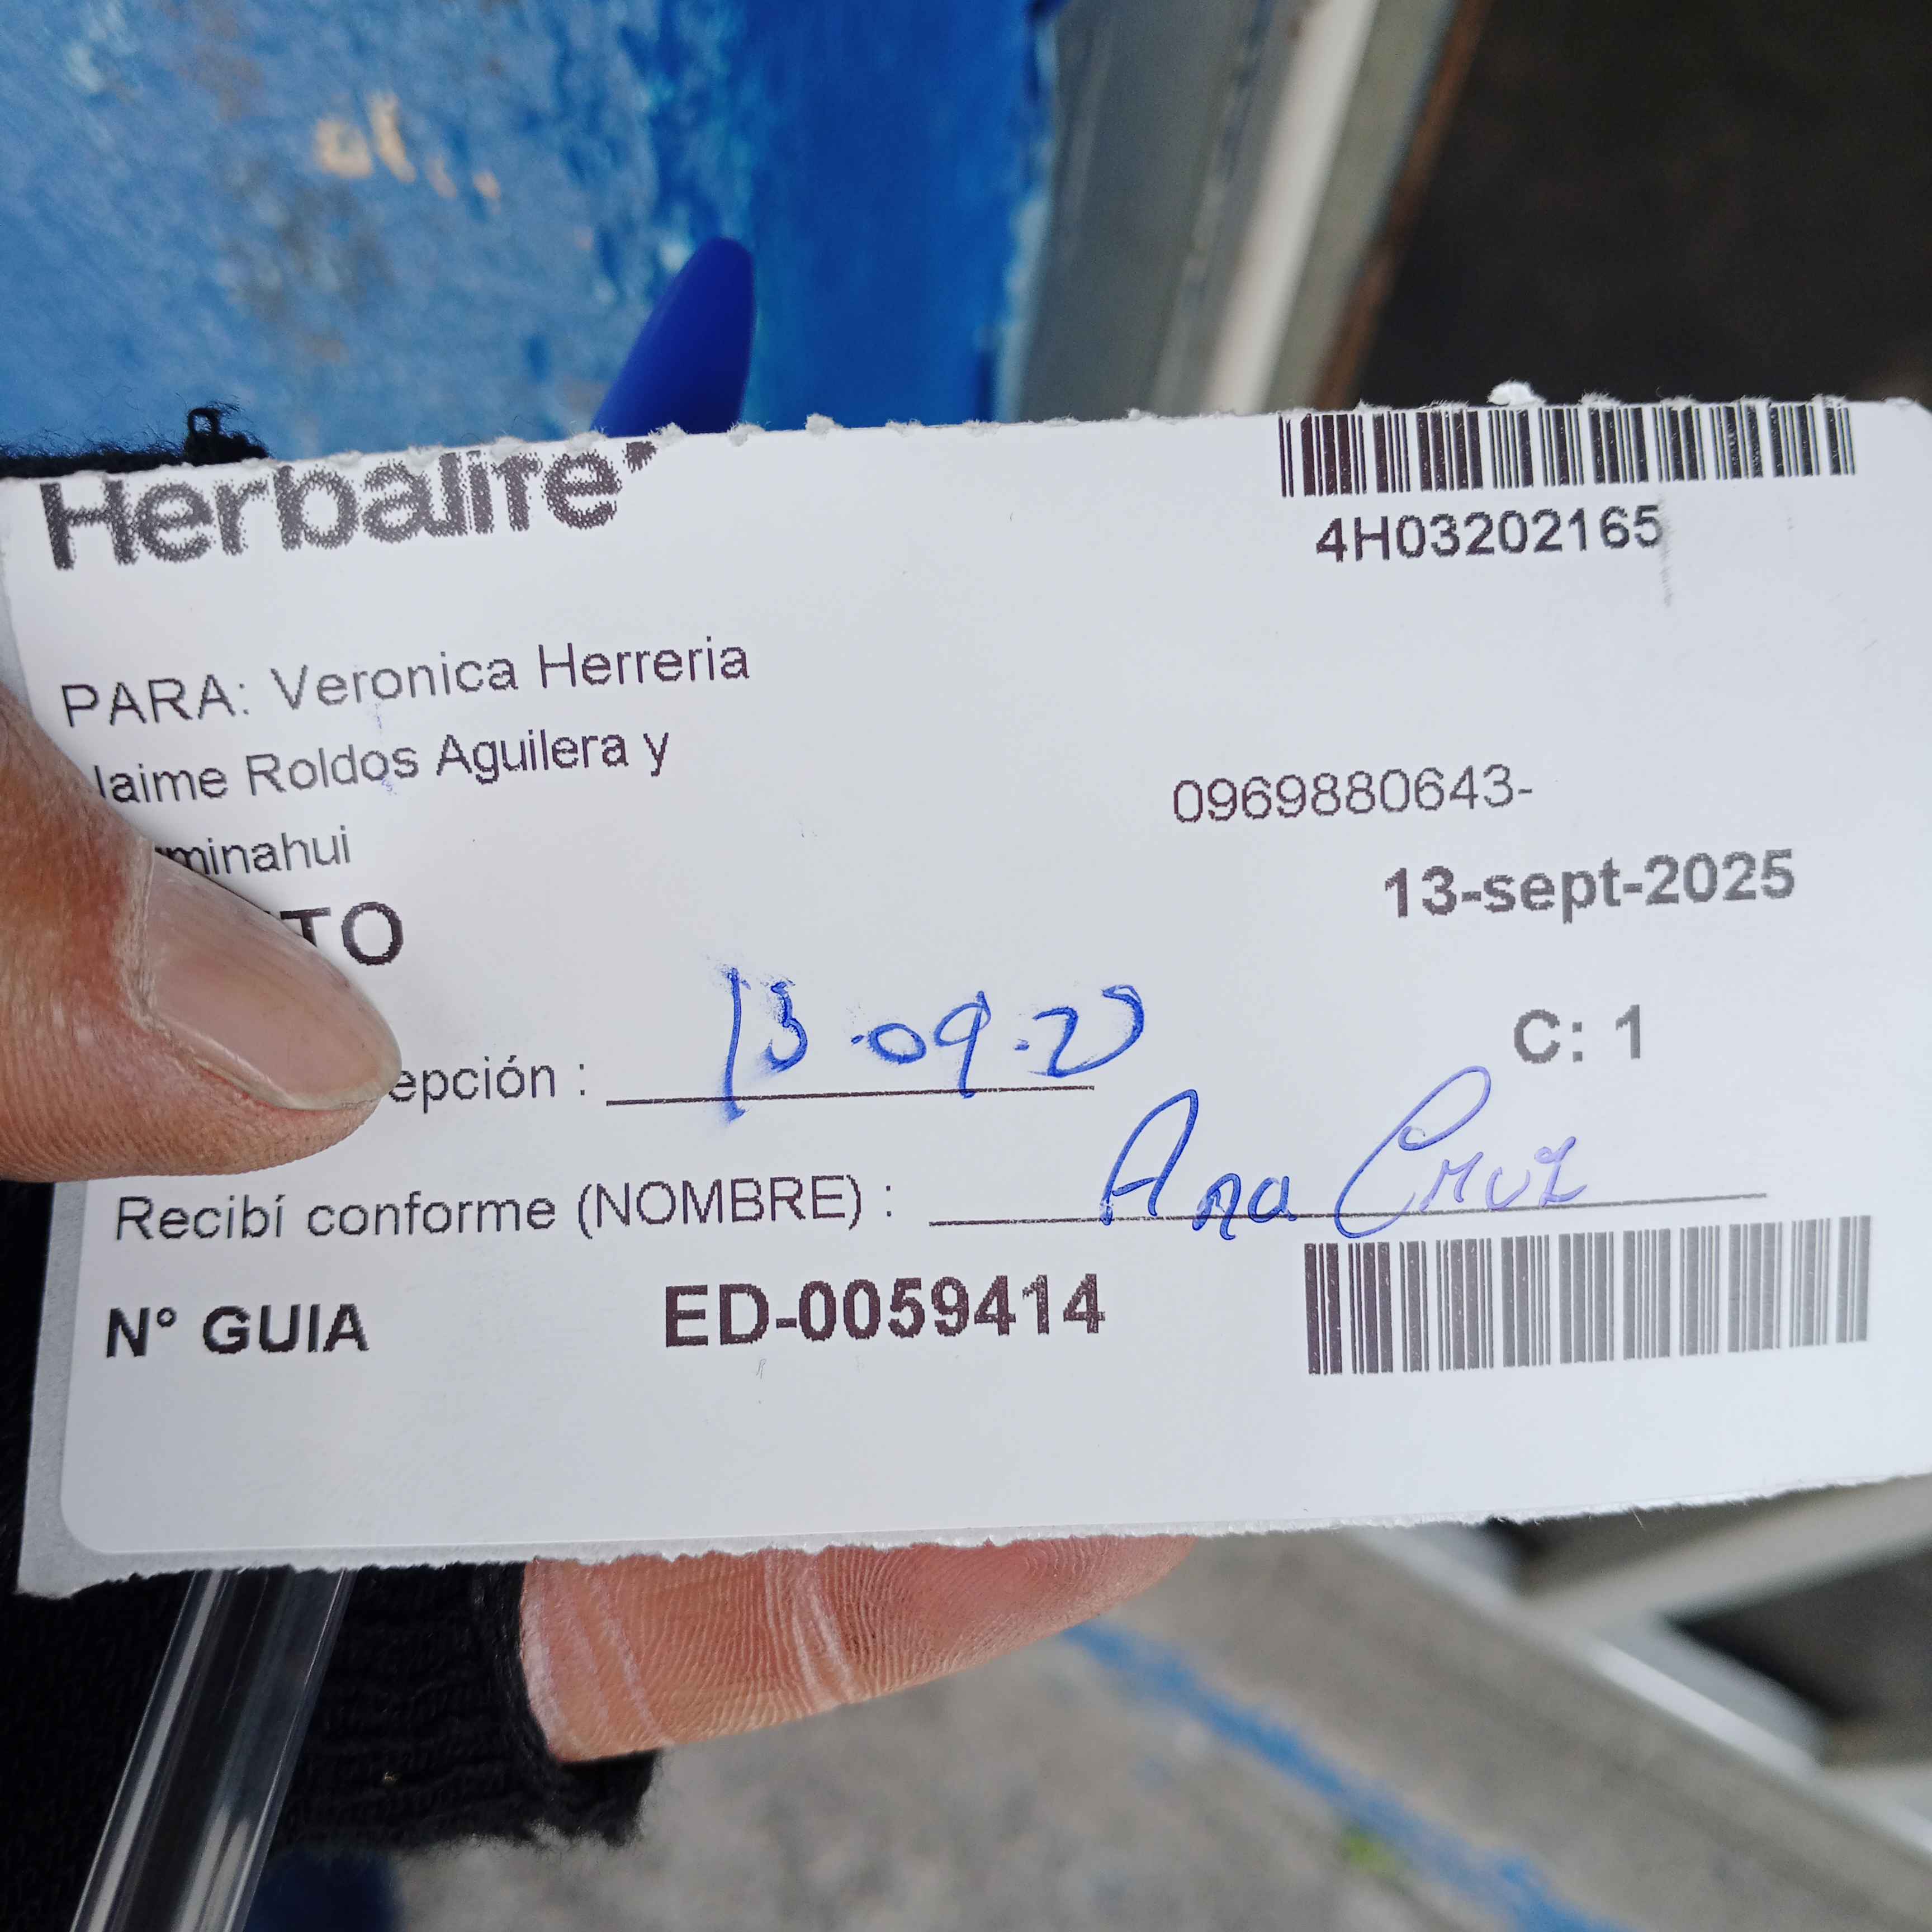 Herbalife
4H03202165
PARA: Veronica Herreria
Jaime Roldos Aguilera y
0969880643-
minahui
13-sept-2025
TO
C: 1
epción : 13-09-25
Recibí conforme (NOMBRE) : Ana Cruz
N° GUIA ED-0059414